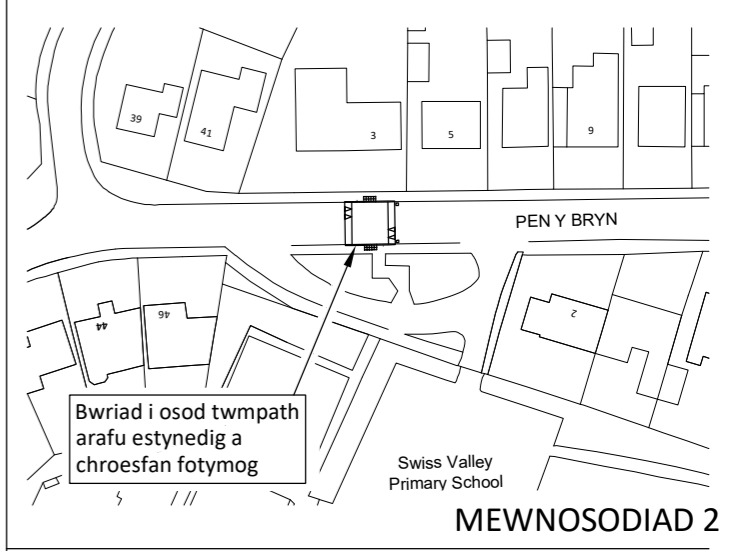 39
41
3
5
9
PEN Y BRYN
44
46
2
Bwriad i osod twmpath
arafu estynedig a
chroesfan fotymog
Swiss Valley
Primary School
MEWNOSODIAD 2